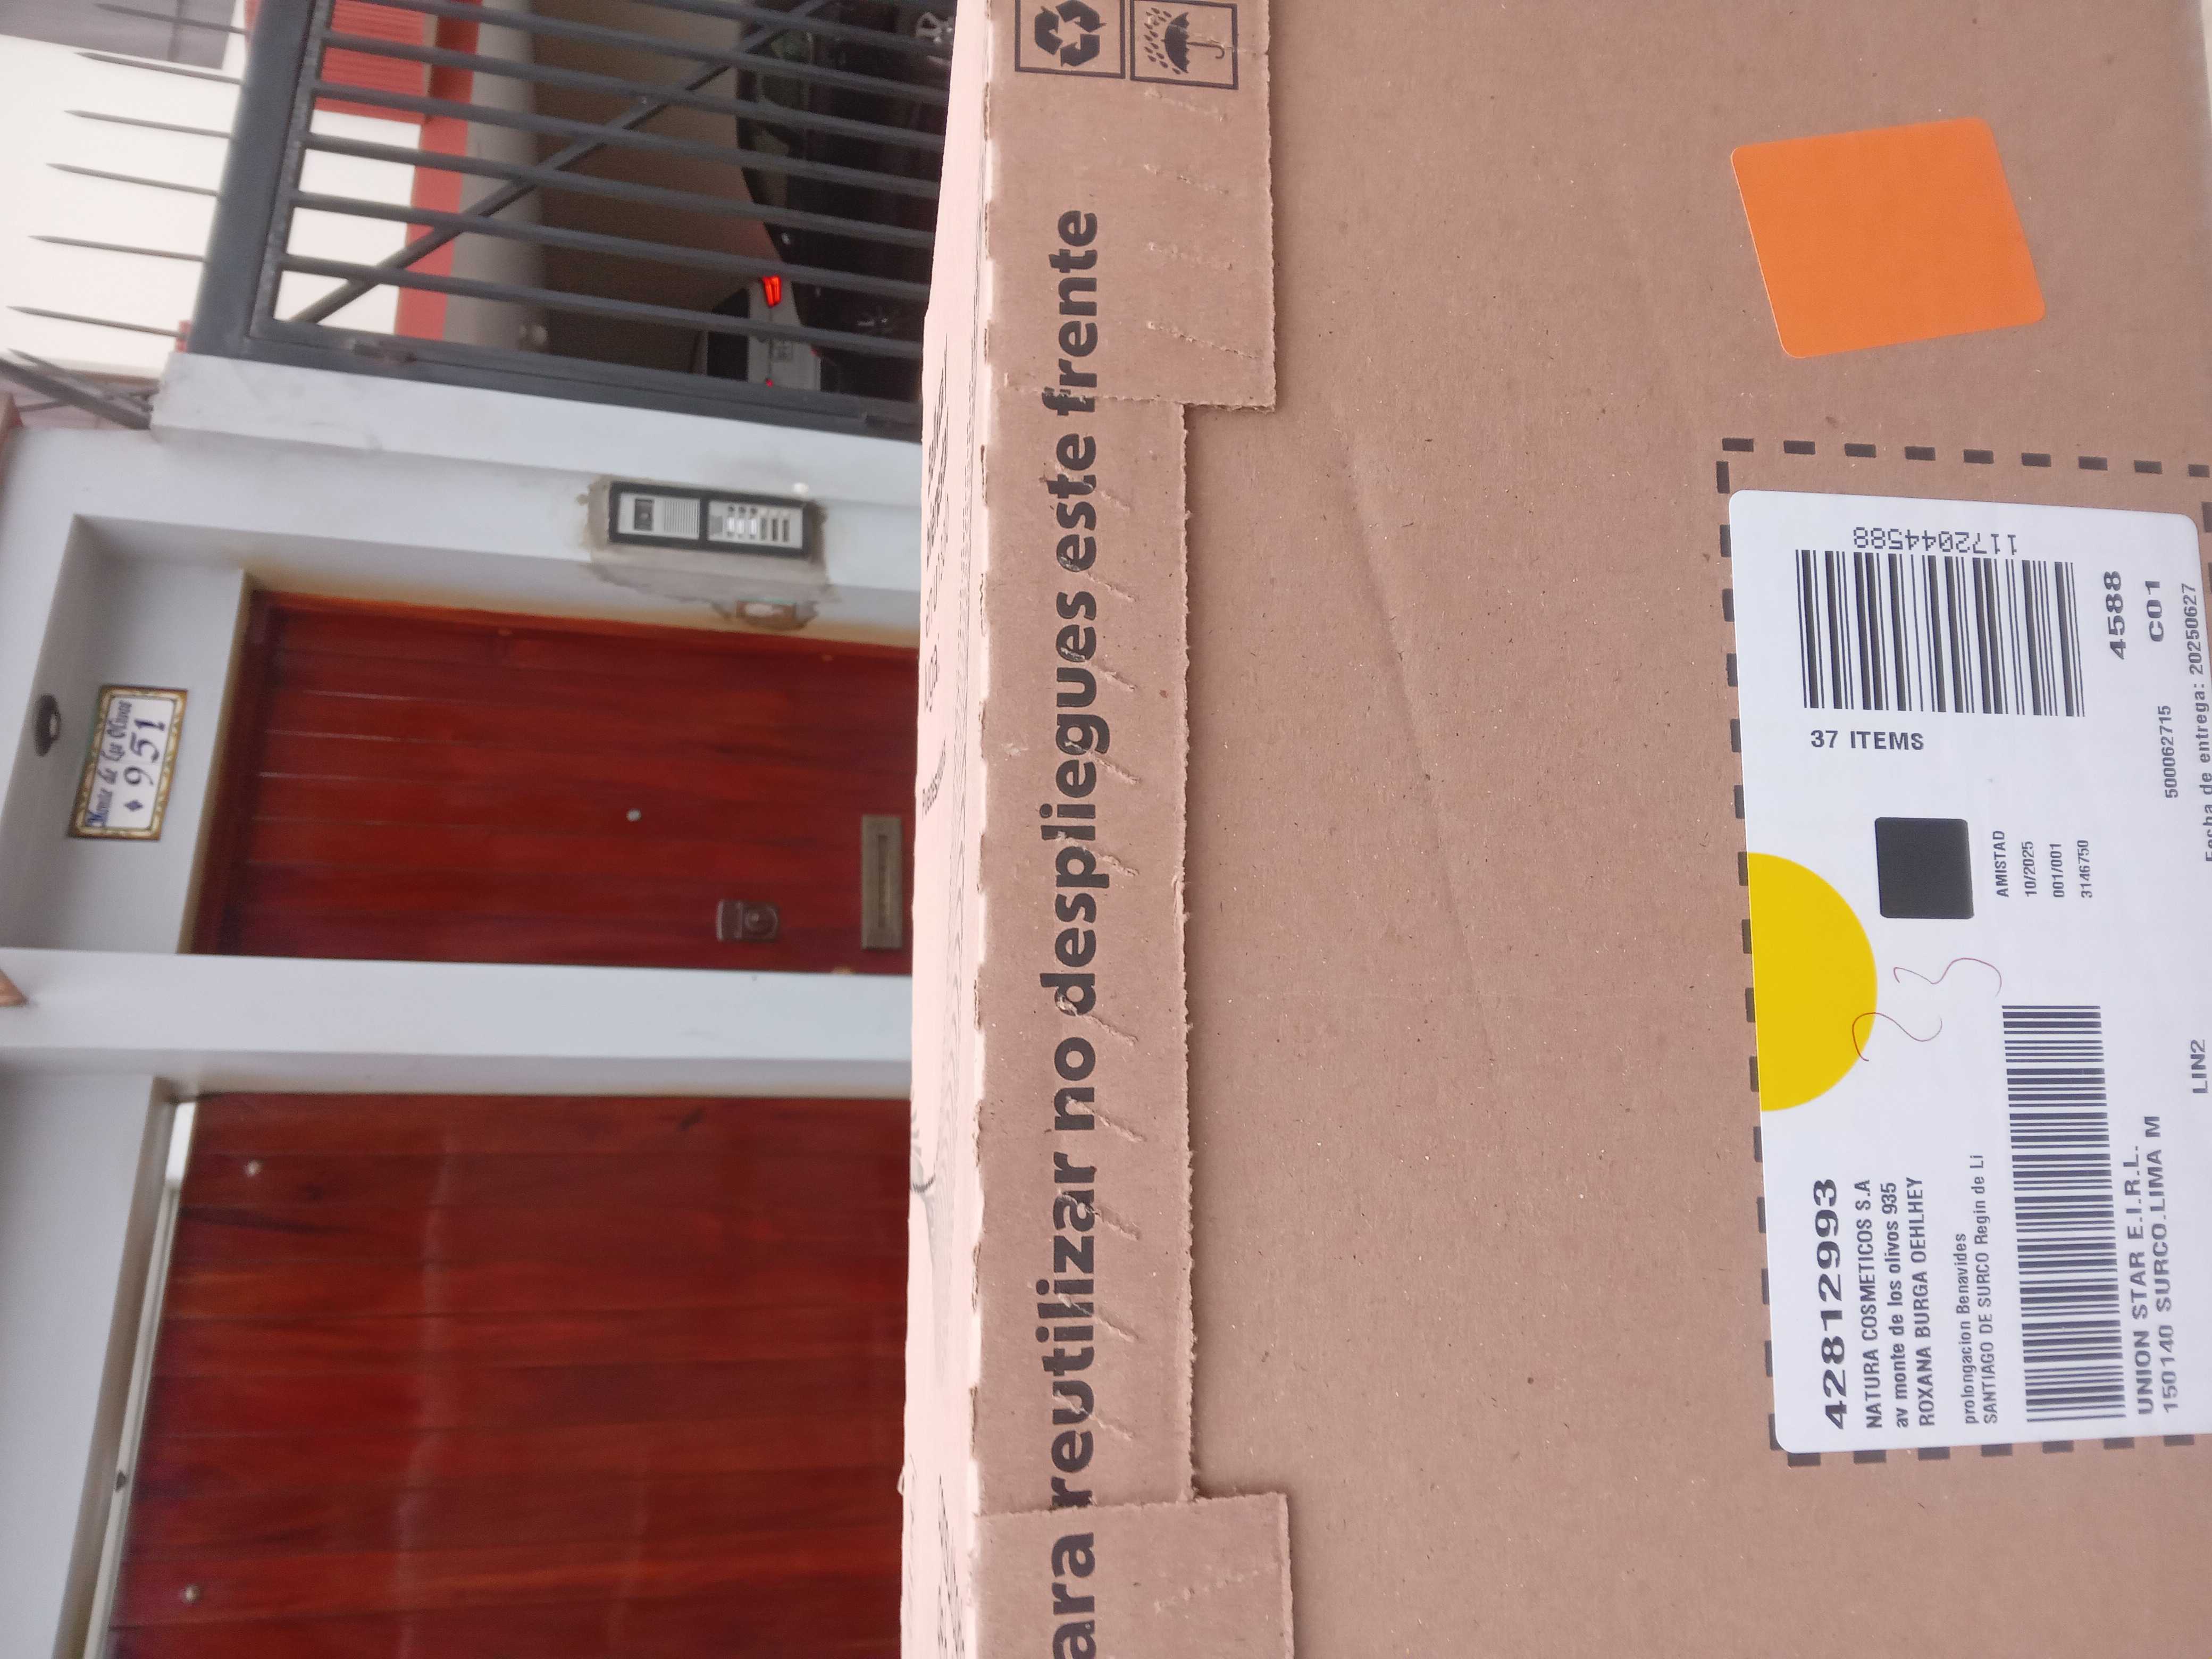 Monte de Los Olivos
951
ara reutilizar no despliegues este frente
42812993
NATURA COSMETICOS S.A
av monte de los olivos 935
ROXANA BURGA OEHLHEY
prolongacion Benavides
SANTIAGO DE SURCO Regin de Li
UNION STAR E.I.R.L.
150140 SURCO.LIMA M
LIN2
23
AMISTAD
10/2025
001/001
3146750
37 ITEMS
1172044588
4588
C01
500062715
Fecha de entrega: 20250627